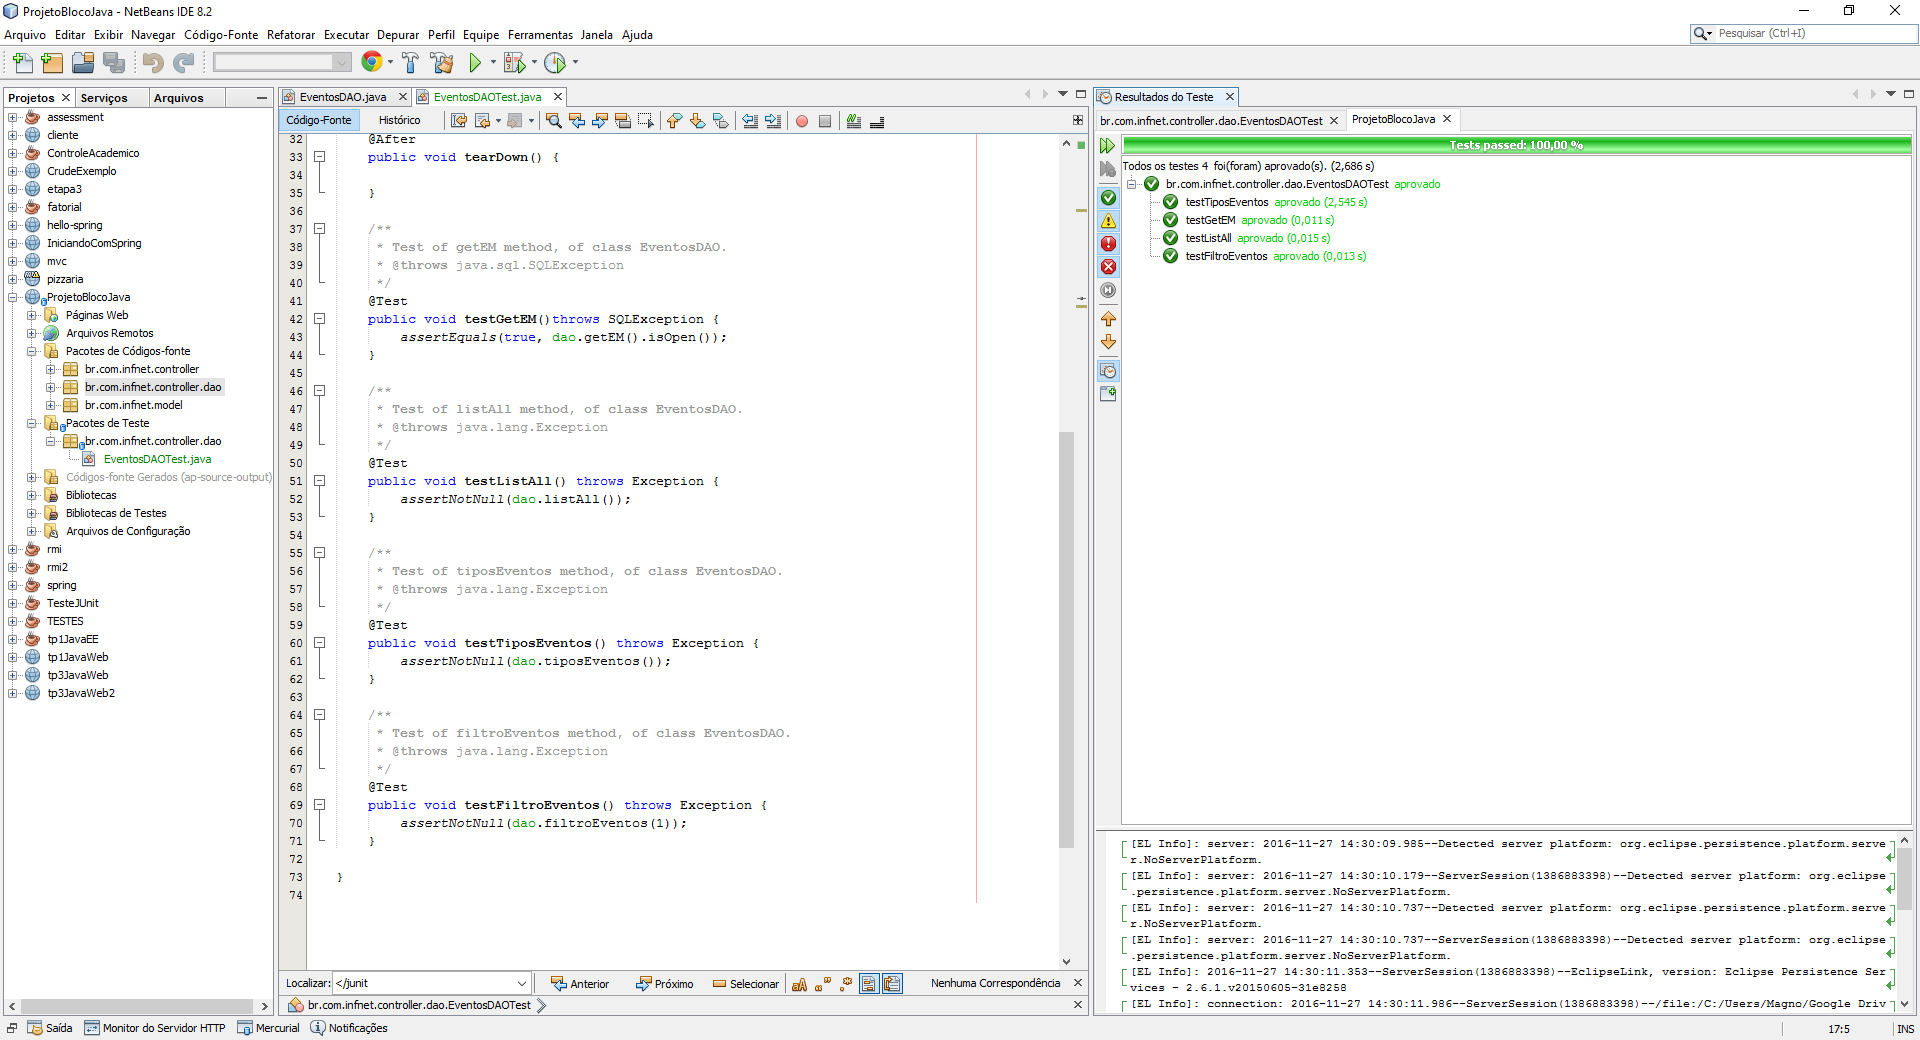 ProjetoBlocoJava - NetBeans IDE 8.2
Arquivo Editar Exibir Navegar Código-Fonte Refatorar Executar Depurar Perfil Equipe Ferramentas Janela Ajuda
Pesquisar (Ctrl+I)
Projetos Serviços Arquivos
assessment
cliente
ControleAcademico
CrudeExemplo
etapa3
fatorial
hello-spring
IniciandoComSpring
mvc
pizzaria
ProjetoBlocoJava
Páginas Web
Arquivos Remotos
Pacotes de Códigos-fonte
br.com.infnet.controller
br.com.infnet.controller.dao
br.com.infnet.model
Pacotes de Teste
br.com.infnet.controller.dao
EventosDAOTest.java
Códigos-fonte Gerados (ap-source-output)
Bibliotecas
Bibliotecas de Testes
Arquivos de Configuração
rmi
rmi2
spring
TesteJUnit
TESTES
tp1JavaEE
tp1JavaWeb
tp3JavaWeb
tp3JavaWeb2
EventosDAO.java EventosDAOTest.java
Código-Fonte Histórico
32 @After
33 public void tearDown() {
34
35 }
36
37 /**
38 * Test of getEM method, of class EventosDAO.
39 * @throws java.sql.SQLException
40 */
41 @Test
42 public void testGetEM()throws SQLException {
43 assertEquals(true, dao.getEM().isOpen());
44 }
45
46 /**
47 * Test of listAll method, of class EventosDAO.
48 * @throws java.lang.Exception
49 */
50 @Test
51 public void testListAll() throws Exception {
52 assertNotNull(dao.listAll());
53 }
54
55 /**
56 * Test of tiposEventos method, of class EventosDAO.
57 * @throws java.lang.Exception
58 */
59 @Test
60 public void testTiposEventos() throws Exception {
61 assertNotNull(dao.tiposEventos());
62 }
63
64 /**
65 * Test of filtroEventos method, of class EventosDAO.
66 * @throws java.lang.Exception
67 */
68 @Test
69 public void testFiltroEventos() throws Exception {
70 assertNotNull(dao.filtroEventos(1));
71 }
72
73 }
74
Localizar: </junit Anterior Próximo Selecionar Nenhuma Correspondência
br.com.infnet.controller.dao.EventosDAOTest
Resultados do Teste
br.com.infnet.controller.dao.EventosDAOTest ProjetoBlocoJava
Tests passed: 100,00 %
Todos os testes 4 foi(foram) aprovado(s). (2,686 s)
br.com.infnet.controller.dao.EventosDAOTest aprovado
testTiposEventos aprovado (2,545 s)
testGetEM aprovado (0,011 s)
testListAll aprovado (0,015 s)
testFiltroEventos aprovado (0,013 s)
[EL Info]: server: 2016-11-27 14:30:09.985--Detected server platform: org.eclipse.persistence.platform.serve
r.NoServerPlatform.
[EL Info]: server: 2016-11-27 14:30:10.179--ServerSession(1386883398)--Detected server platform: org.eclipse
.persistence.platform.server.NoServerPlatform.
[EL Info]: server: 2016-11-27 14:30:10.737--Detected server platform: org.eclipse.persistence.platform.serve
r.NoServerPlatform.
[EL Info]: server: 2016-11-27 14:30:10.737--ServerSession(1386883398)--Detected server platform: org.eclipse
.persistence.platform.server.NoServerPlatform.
[EL Info]: 2016-11-27 14:30:11.353--ServerSession(1386883398)--EclipseLink, version: Eclipse Persistence Ser
vices - 2.6.1.v20150605-31e8258
[EL Info]: connection: 2016-11-27 14:30:11.986--ServerSession(1386883398)--/file:/C:/Users/Magno/Google Driv
Saída Monitor do Servidor HTTP Mercurial Notificações
17:5 INS